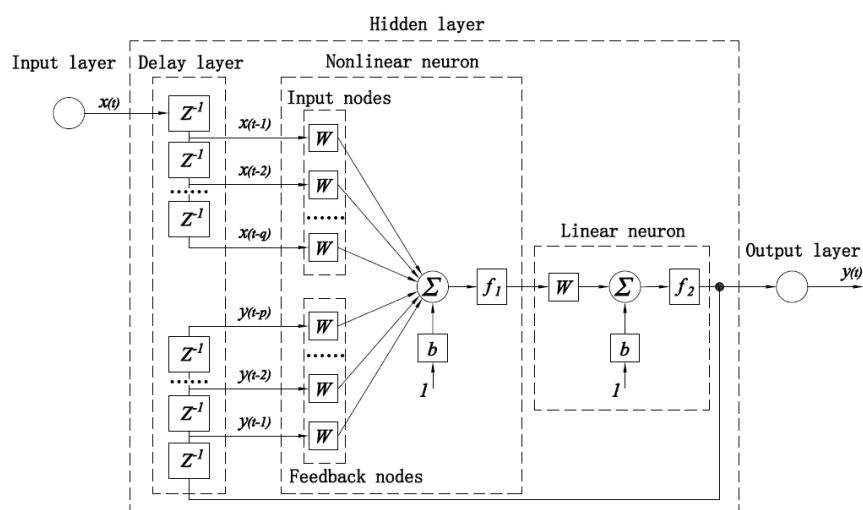 Hidden layer
Input layer
Delay layer
Nonlinear neuron
x(t)
Z⁻¹
Input nodes
x(t-1)
W
Z⁻¹
x(t-2)
W
......
......
Z⁻¹
x(t-q)
W
Linear neuron
Output layer
y(t)
Σ
f₁
W
Σ
f₂
y(t-p)
W
Z⁻¹
......
......
b
b
y(t-2)
W
1
1
Z⁻¹
y(t-1)
W
Z⁻¹
Feedback nodes